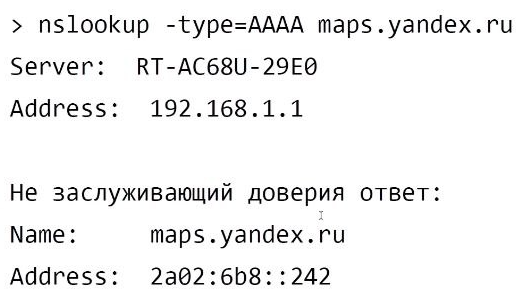 > nslookup -type=AAAA maps.yandex.ru
Server:  RT-AC68U-29E0
Address:  192.168.1.1
Не заслуживающий доверия ответ:
Name:     maps.yandex.ru
Address:  2a02:6b8::242